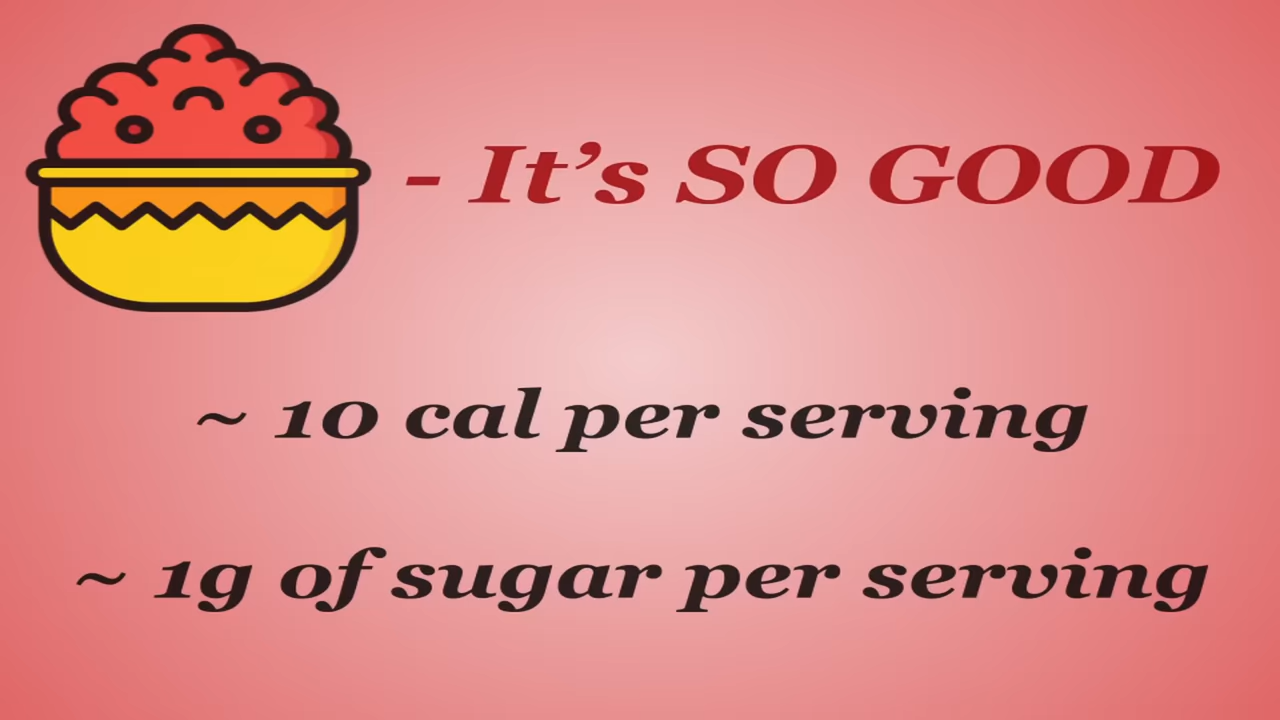 - It's SO GOOD
~ 10 cal per serving
~ 1g of sugar per serving